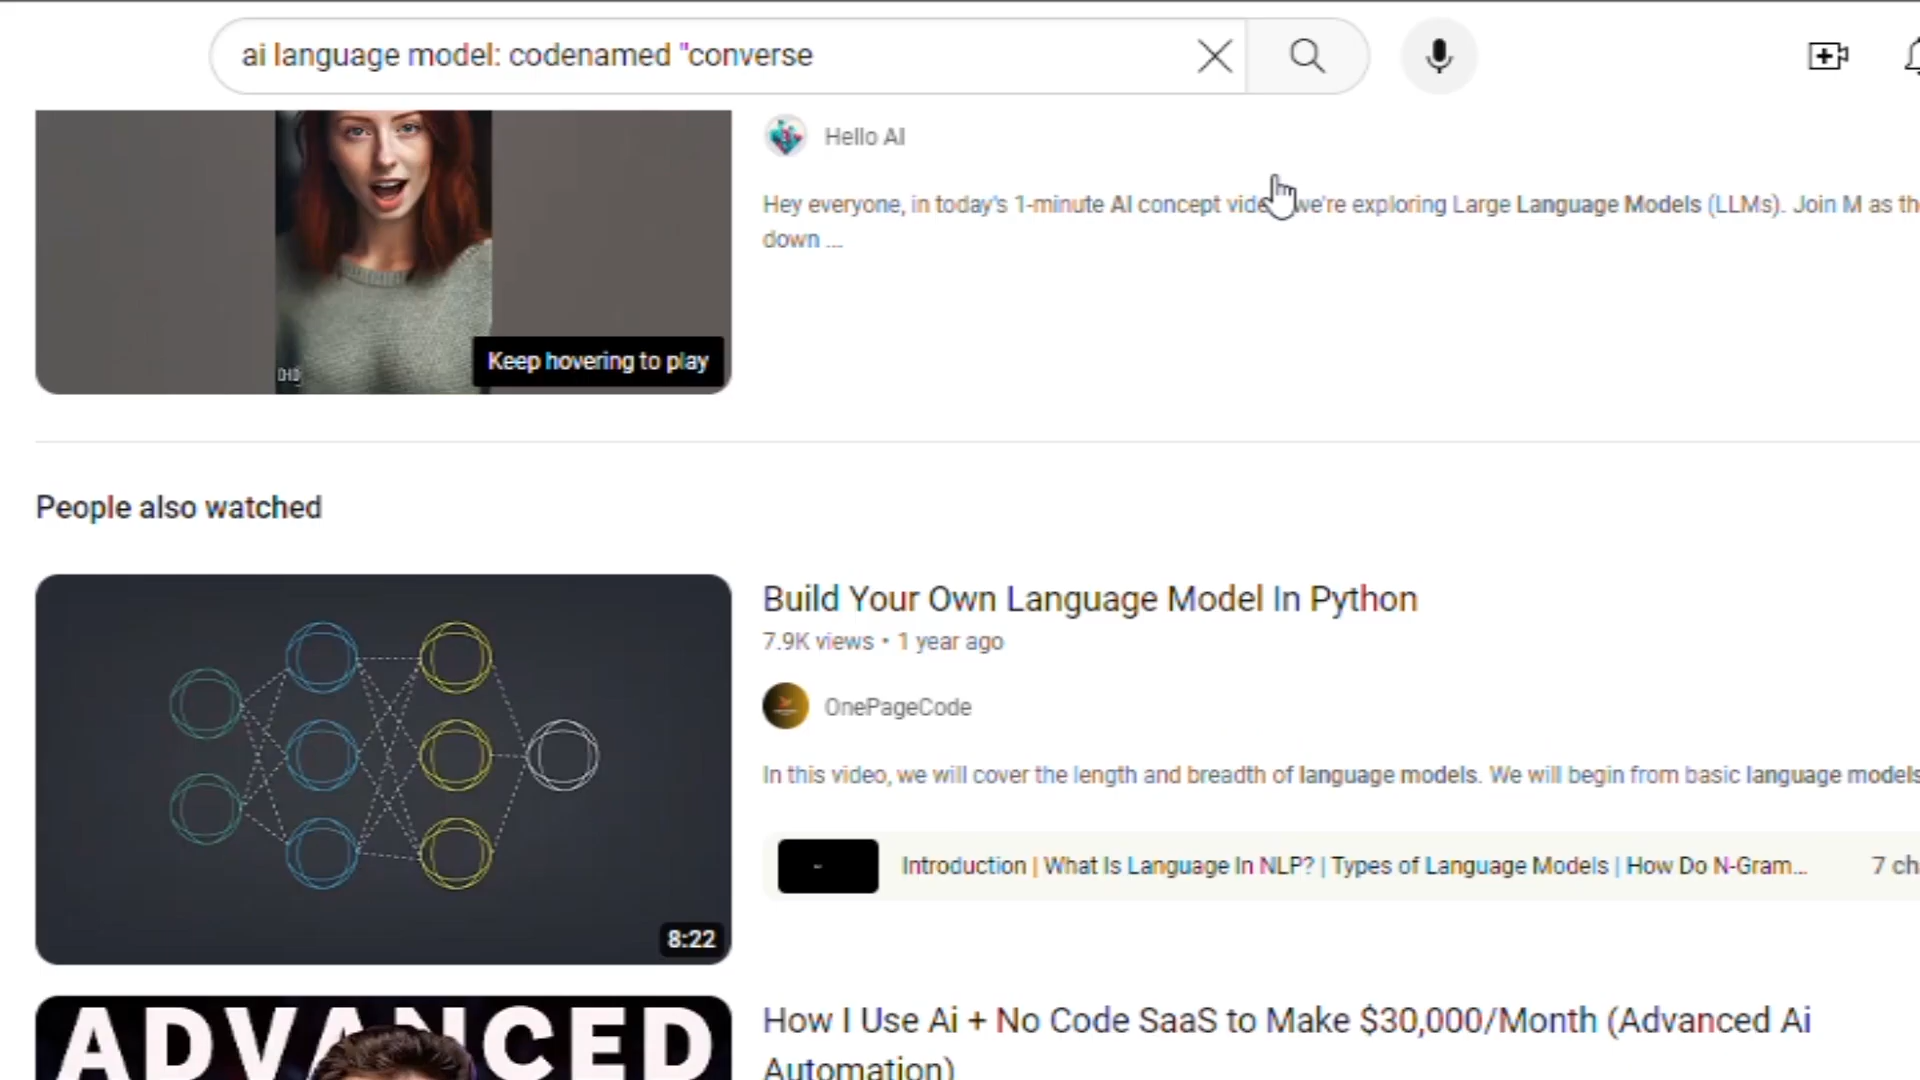 ai language model: codenamed "converse
Hello AI
Hey everyone, in today's 1-minute AI concept vide we're exploring Large Language Models (LLMs). Join M as th
down ...
D-ID
Keep hovering to play
People also watched
8:22
Build Your Own Language Model In Python
7.9K views • 1 year ago
OnePageCode
In this video, we will cover the length and breadth of language models. We will begin from basic language models
Introduction | What Is Language In NLP? | Types of Language Models | How Do N-Gram...
7 ch
ADVANCED
How I Use Ai + No Code SaaS to Make $30,000/Month (Advanced Ai
Automation)